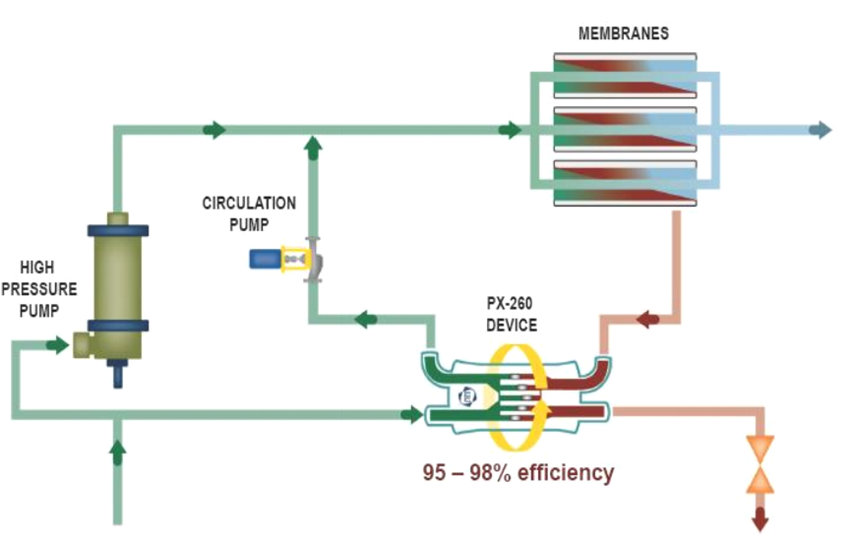 MEMBRANES
CIRCULATION
PUMP
HIGH
PRESSURE
PUMP
PX-260
DEVICE
95 – 98% efficiency